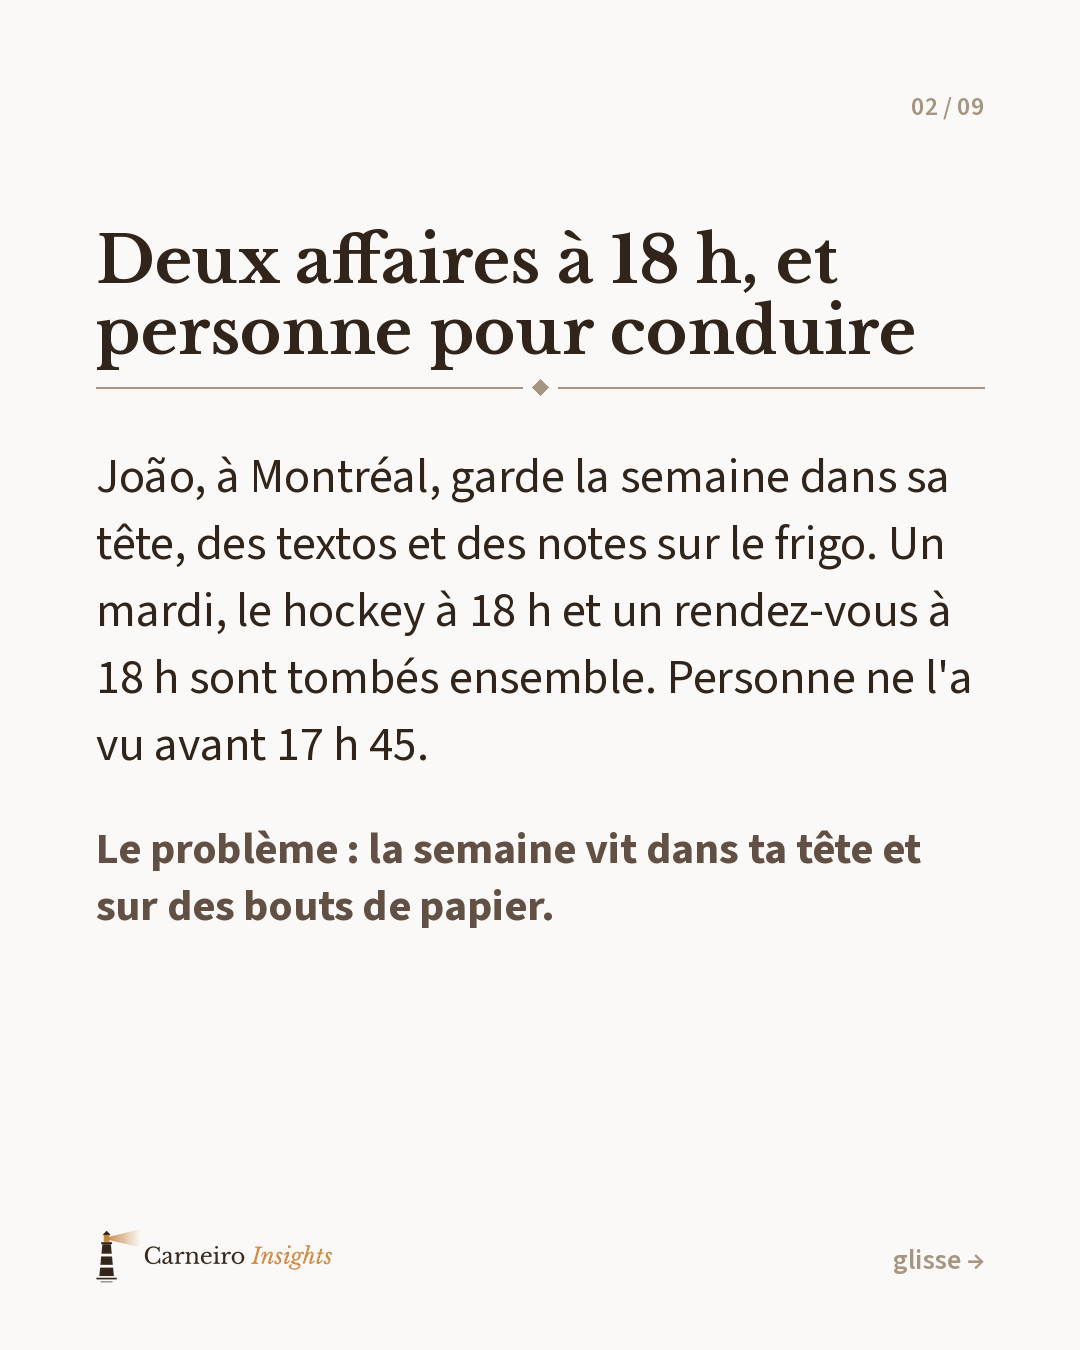 02 / 09
Deux affaires à 18 h, et
personne pour conduire
João, à Montréal, garde la semaine dans sa
tête, des textos et des notes sur le frigo. Un
mardi, le hockey à 18 h et un rendez-vous à
18 h sont tombés ensemble. Personne ne l'a
vu avant 17 h 45.
Le problème : la semaine vit dans ta tête et
sur des bouts de papier.
Carneiro Insights
glisse →